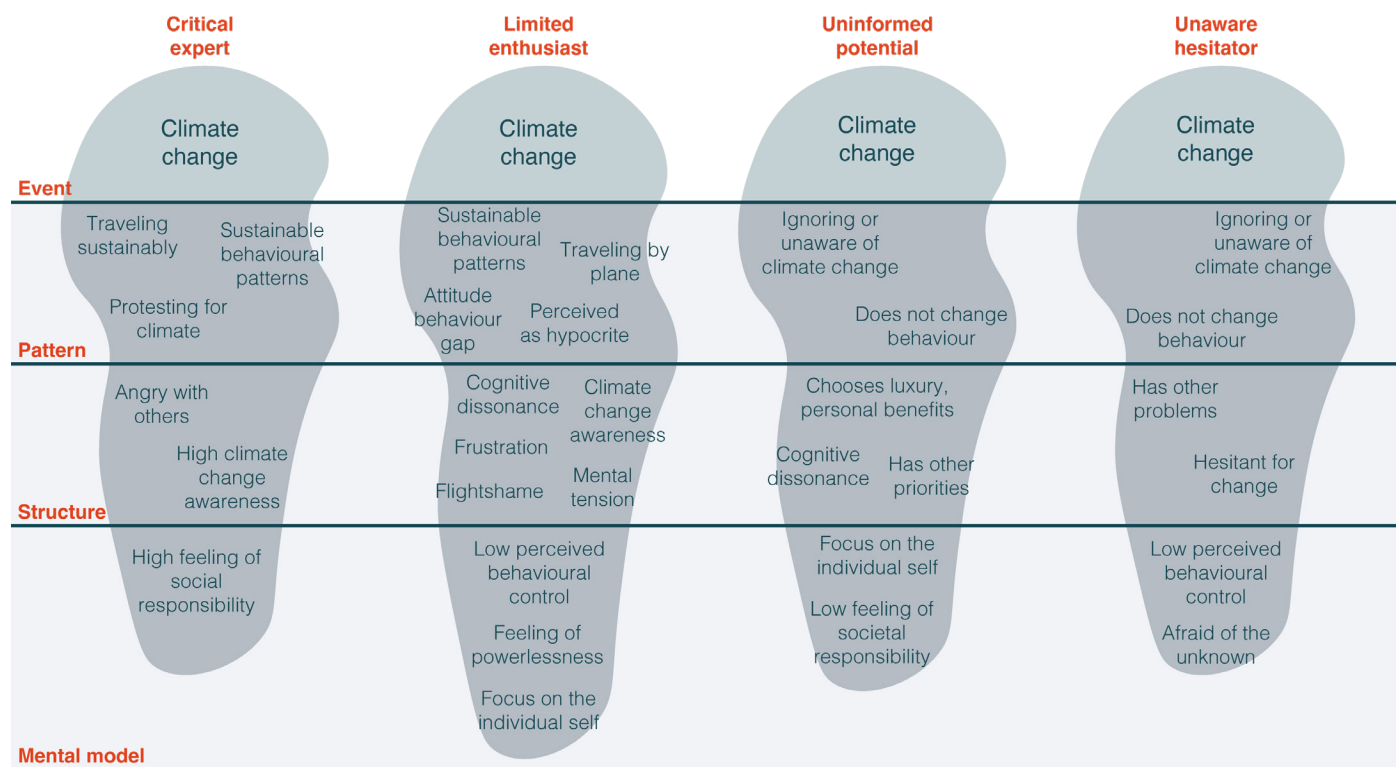 Critical
expert
Limited
enthusiast
Uninformed
potential
Unaware
hesitator
Climate
change
Climate
change
Climate
change
Climate
change
Event
Traveling
sustainably
Sustainable
behavioural
patterns
Protesting for
climate
Sustainable
behavioural
patterns
Traveling by
plane
Attitude
behaviour
gap
Perceived
as hypocrite
Ignoring or
unaware of
climate change
Does not change
behaviour
Ignoring or
unaware of
climate change
Does not change
behaviour
Pattern
Angry with
others
High climate
change
awareness
Cognitive
dissonance
Climate
change
awareness
Frustration
Flightshame
Mental
tension
Chooses luxury,
personal benefits
Cognitive
dissonance
Has other
priorities
Has other
problems
Hesitant for
change
Structure
High feeling of
social
responsibility
Low perceived
behavioural
control
Feeling of
powerlessness
Focus on the
individual self
Focus on the
individual self
Low feeling of
societal
responsibility
Low perceived
behavioural
control
Afraid of the
unknown
Mental model